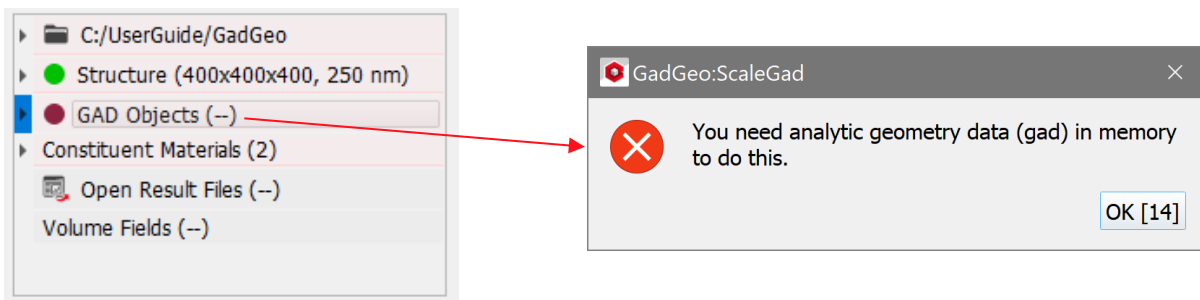 C:/UserGuide/GadGeo
Structure (400x400x400, 250 nm)
GAD Objects (--)
Constituent Materials (2)
Open Result Files (--)
Volume Fields (--)
GadGeo:ScaleGad
You need analytic geometry data (gad) in memory
to do this.
OK [14]